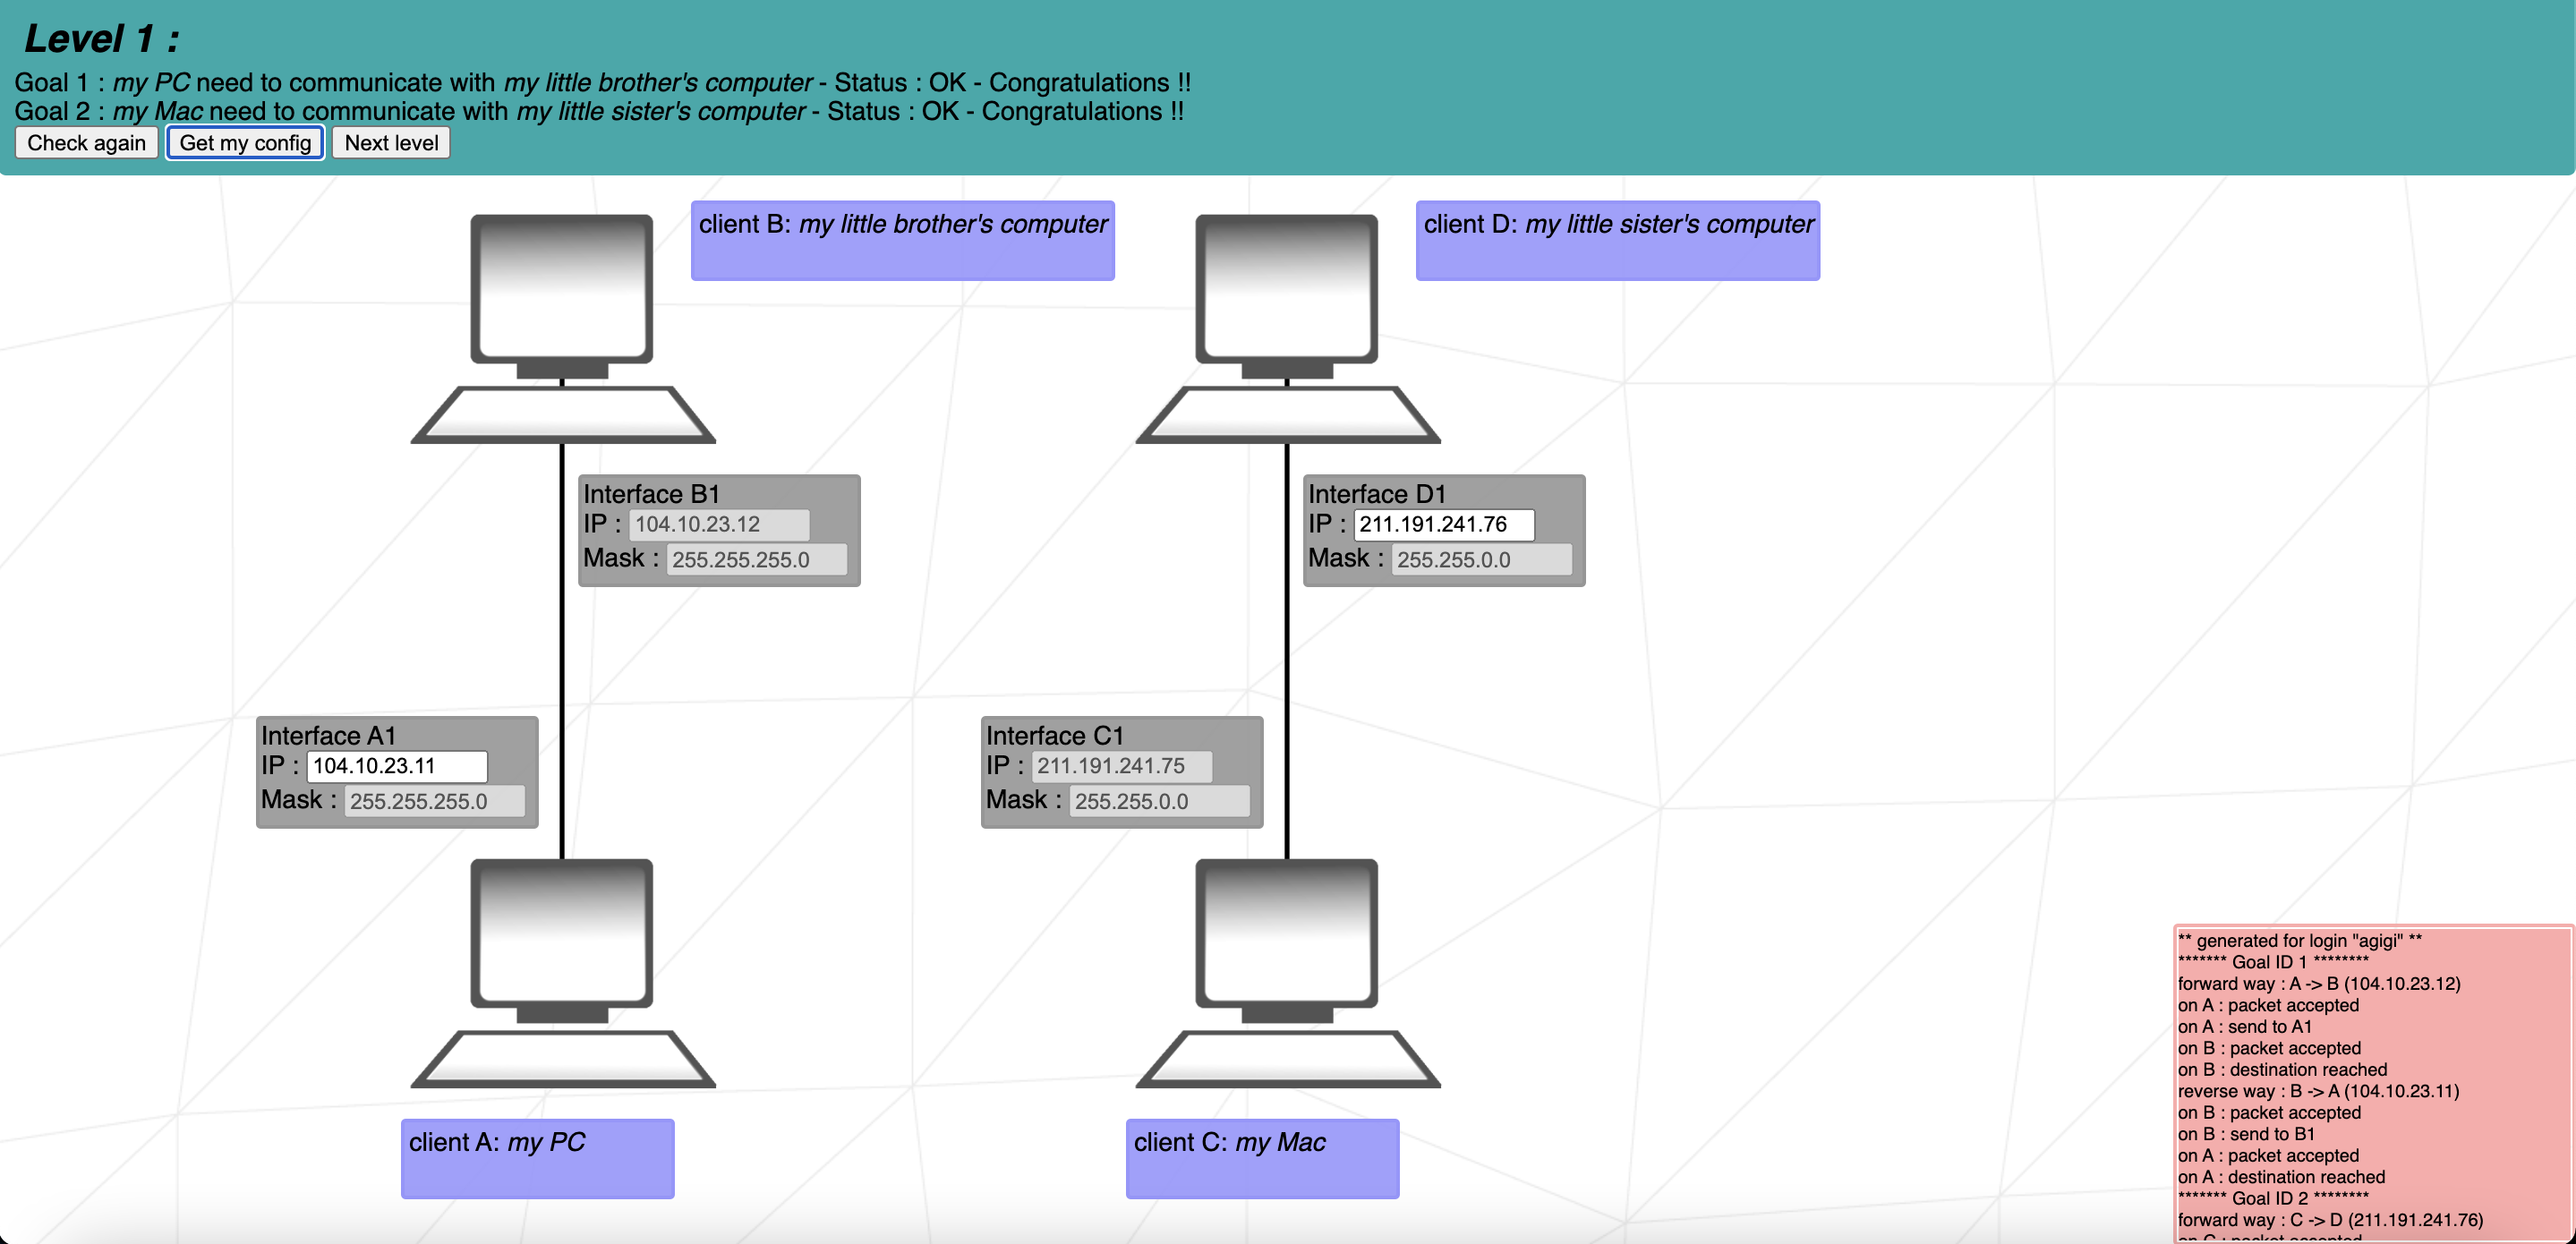 Level 1 :
Goal 1 : my PC need to communicate with my little brother's computer - Status : OK - Congratulations !!
Goal 2 : my Mac need to communicate with my little sister's computer - Status : OK - Congratulations !!
Check again Get my config Next level
client B: my little brother's computer
client D: my little sister's computer
Interface B1
IP : 104.10.23.12
Mask : 255.255.255.0
Interface D1
IP : 211.191.241.76
Mask : 255.255.0.0
Interface A1
IP : 104.10.23.11
Mask : 255.255.255.0
Interface C1
IP : 211.191.241.75
Mask : 255.255.0.0
client A: my PC
client C: my Mac
** generated for login "agigi" **
******* Goal ID 1 ********
forward way : A -> B (104.10.23.12)
on A : packet accepted
on A : send to A1
on B : packet accepted
on B : destination reached
reverse way : B -> A (104.10.23.11)
on B : packet accepted
on B : send to B1
on A : packet accepted
on A : destination reached
******* Goal ID 2 ********
forward way : C -> D (211.191.241.76)
on C : packet accepted